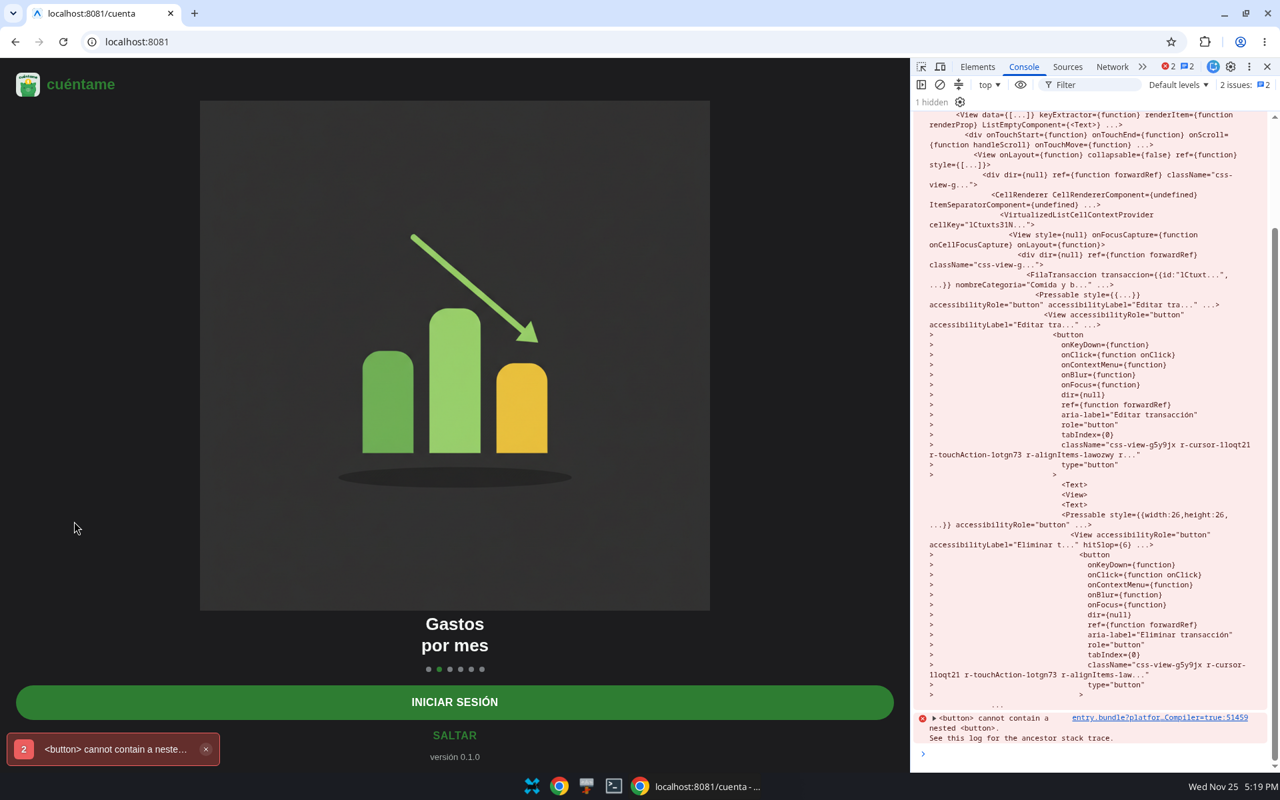 localhost:8081/cuenta
localhost:8081
cuéntame
Gastos
por mes
INICIAR SESIÓN
SALTAR
versión 0.1.0
2
<button> cannot contain a neste…
Elements
Console
Sources
Network
2
2
top
Filter
Default levels
2 issues:
2
1 hidden
<View data={[...]} keyExtractor={function} renderItem={function
renderProp} ListEmptyComponent={<Text>} ...>
<div onTouchStart={function} onTouchEnd={function} onScroll=
{function handleScroll} onTouchMove={function} ...>
<View onLayout={function} collapsable={false} ref={function}
style={[...]}>
<div dir={null} ref={function forwardRef} className="css-
view-g...">
<CellRenderer CellRendererComponent={undefined}
ItemSeparatorComponent={undefined} ...>
<VirtualizedListCellContextProvider
cellKey="lCtuxts31N...">
<View style={null} onFocusCapture={function
onCellFocusCapture} onLayout={function}>
<div dir={null} ref={function forwardRef}
className="css-view-g...">
<FilaTransaccion transaccion={{id:"lCtuxt...",
...}} nombreCategoria="Comida y b..." ...>
<Pressable style={{...}}
accessibilityRole="button" accessibilityLabel="Editar tra..." ...>
<View accessibilityRole="button"
accessibilityLabel="Editar tra..." ...>
> <button
> onKeyDown={function}
> onClick={function onClick}
> onContextMenu={function}
> onBlur={function}
> onFocus={function}
> dir={null}
> ref={function forwardRef}
> aria-label="Editar transacción"
> role="button"
> tabIndex={0}
> className="css-view-g5y9jx r-cursor-1loqt21
r-touchAction-1otgn73 r-alignItems-1awozwy r..."
> type="button"
> >
<Text>
<View>
<Text>
<Pressable style={{width:26,height:26,
...}} accessibilityRole="button" ...>
<View accessibilityRole="button"
accessibilityLabel="Eliminar t..." hitSlop={6} ...>
> <button
> onKeyDown={function}
> onClick={function onClick}
> onContextMenu={function}
> onBlur={function}
> onFocus={function}
> dir={null}
> ref={function forwardRef}
> aria-label="Eliminar transacción"
> role="button"
> tabIndex={0}
> className="css-view-g5y9jx r-cursor-
1loqt21 r-touchAction-1otgn73 r-alignItems-1aw..."
> type="button"
> >
...
<button> cannot contain a
entry.bundle?platfor…Compiler=true:51459
nested <button>.
See this log for the ancestor stack trace.
localhost:8081/cuenta - ...
Wed Nov 25 5:19 PM